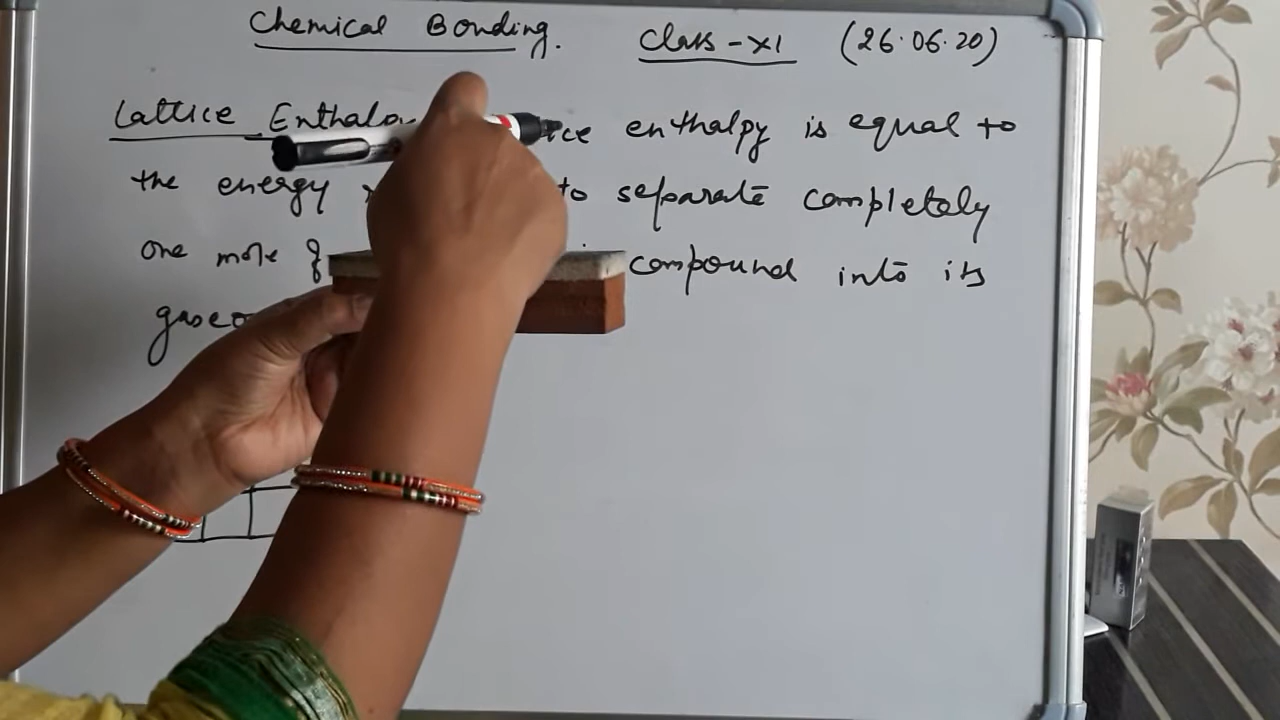 Chemical Bonding. Class-XI (26.06.20)
Lattice enthalpy is equal to
the energy to separate completely
one mole of compound into its